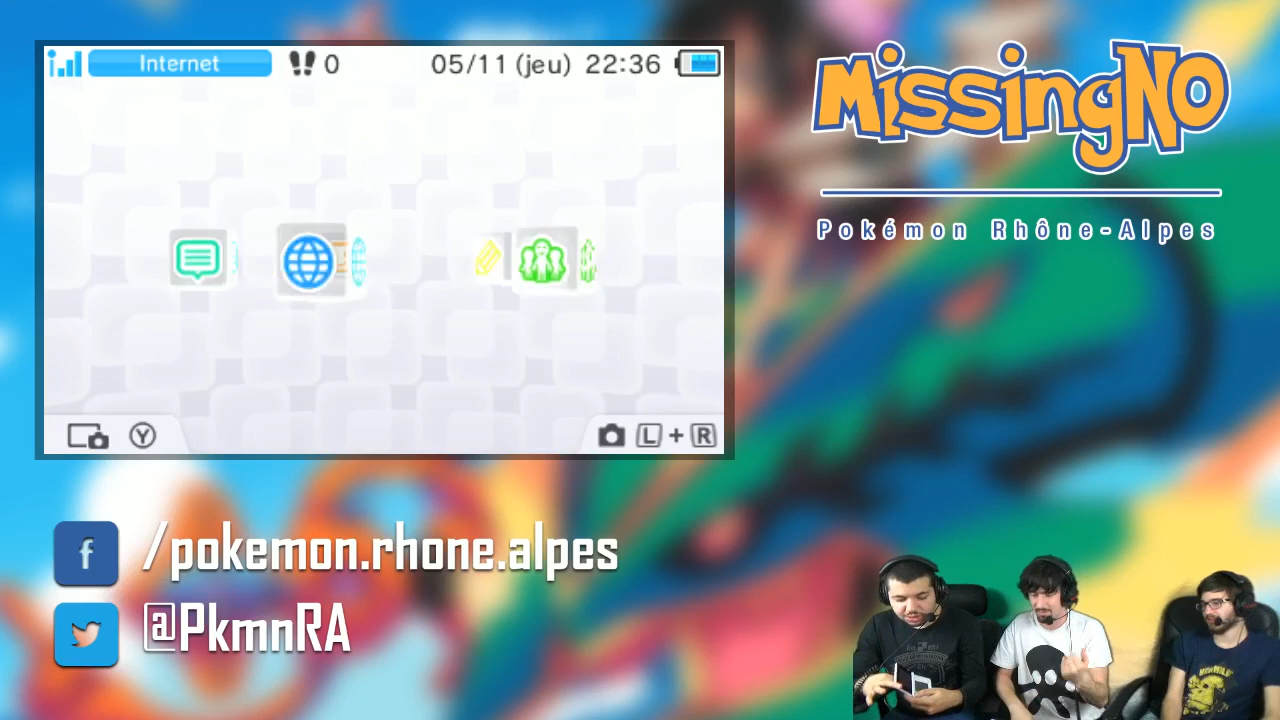 Internet 0 05/11 (jeu) 22:36
Y
L + R
MissingNO
Pokémon Rhône-Alpes
f /pokemon.rhone.alpes
@PkmnRA